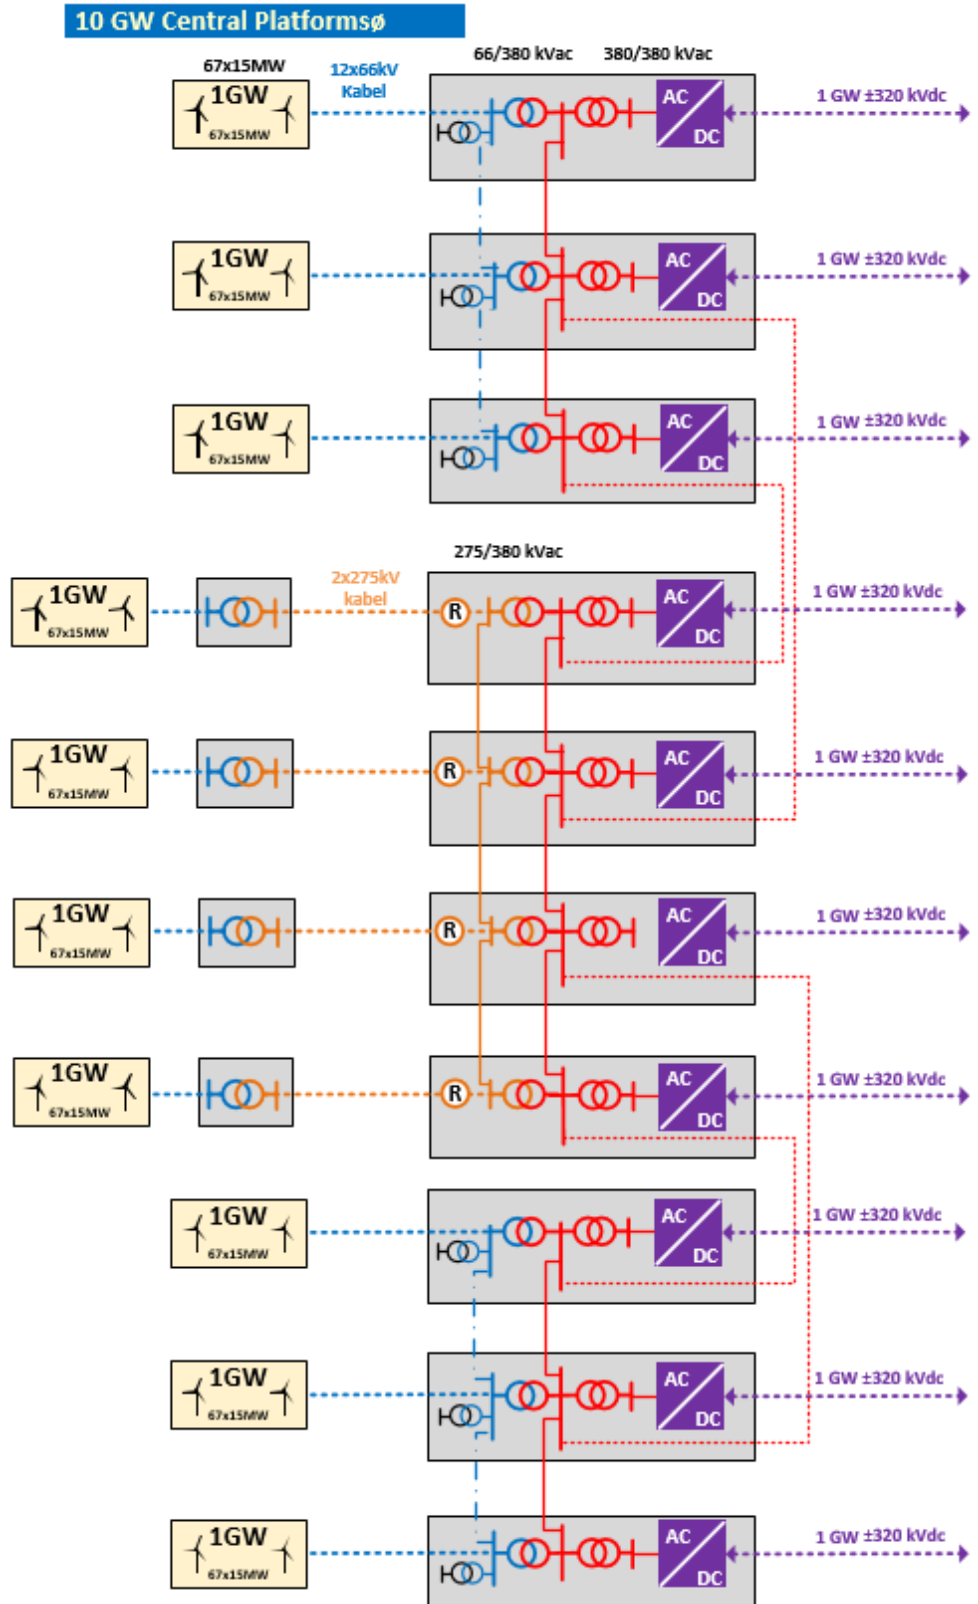 10 GW Central Platformsø
67x15MW
12x66kV
Kabel
66/380 kVac
380/380 kVac
1GW
67x15MW
AC
DC
1 GW ±320 kVdc
1GW
67x15MW
AC
DC
1 GW ±320 kVdc
1GW
67x15MW
AC
DC
1 GW ±320 kVdc
275/380 kVac
2x275kV
kabel
1GW
67x15MW
R
AC
DC
1 GW ±320 kVdc
1GW
67x15MW
R
AC
DC
1 GW ±320 kVdc
1GW
67x15MW
R
AC
DC
1 GW ±320 kVdc
1GW
67x15MW
R
AC
DC
1 GW ±320 kVdc
1GW
67x15MW
AC
DC
1 GW ±320 kVdc
1GW
67x15MW
AC
DC
1 GW ±320 kVdc
1GW
67x15MW
AC
DC
1 GW ±320 kVdc